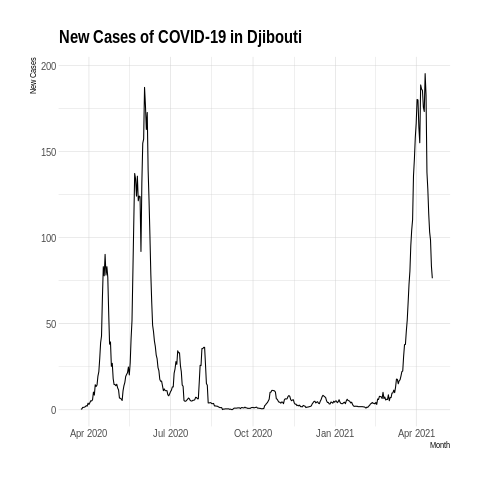 New Cases of COVID-19 in Djibouti
New Cases
200
150
100
50
0
Apr 2020 Jul 2020 Oct 2020 Jan 2021 Apr 2021
Month